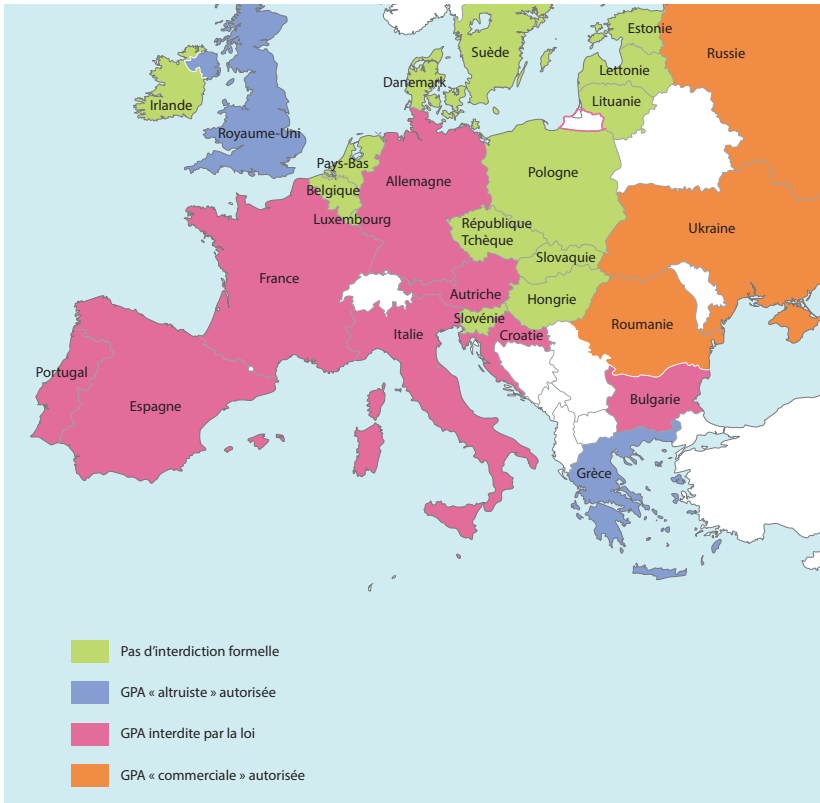 Estonie
Suède
Russie
Lettonie
Danemark
Lituanie
Irlande
Royaume-Uni
Pays-Bas
Pologne
Allemagne
Belgique
Luxembourg
République
Tchèque
Ukraine
Slovaquie
France
Autriche
Hongrie
Slovénie
Roumanie
Italie
Croatie
Portugal
Espagne
Bulgarie
Grèce
Pas d'interdiction formelle
GPA « altruiste » autorisée
GPA interdite par la loi
GPA « commerciale » autorisée